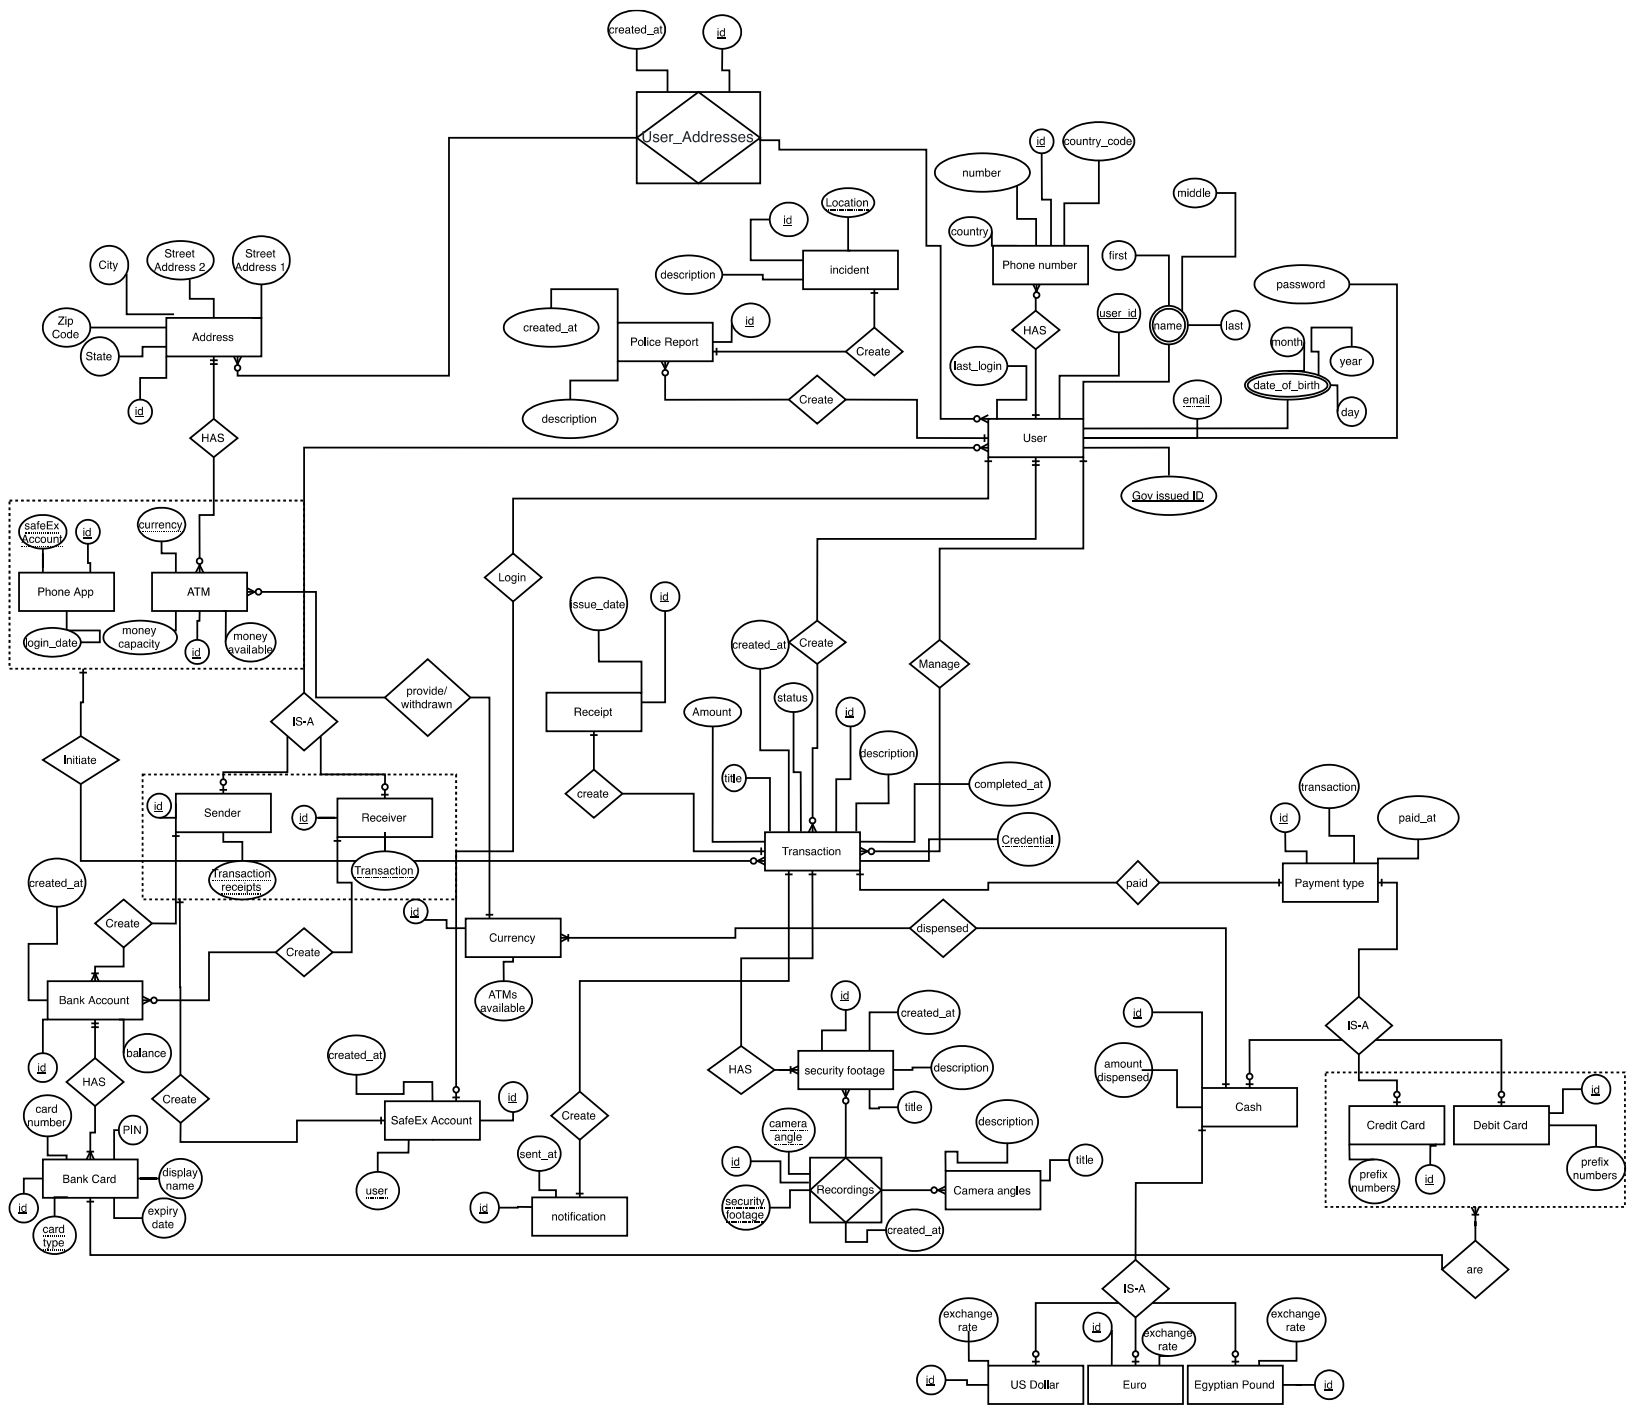 created_at
id
User_Addresses
id
country_code
number
middle
Location
id
country
Phone number
first
Street
Address 2
Street
Address 1
City
description
incident
password
user_id
name
last
Zip
Code
Address
created_at
id
Police Report
HAS
Create
month
year
State
last_login
date_of_birth
id
description
Create
email
day
HAS
User
Gov issued ID
safeEx
Account
id
currency
Phone App
ATM
Login
issue_date
id
login_date
money
capacity
id
money
available
created_at
Create
Manage
provide/
withdrawn
status
Receipt
Amount
id
IS-A
description
Initiate
title
completed_at
create
transaction
id
Sender
id
Receiver
id
paid_at
Transaction
Credential
Transaction
receipts
Transaction
created_at
paid
Payment type
id
Create
Create
Currency
dispensed
Bank Account
ATMs
available
id
created_at
id
IS-A
id
balance
created_at
HAS
security footage
description
amount
dispensed
HAS
Create
id
Create
title
Cash
card
number
PIN
SafeEx Account
id
Credit Card
Debit Card
camera
angle
description
sent_at
title
id
Bank Card
display
name
user
Recordings
Camera angles
prefix
numbers
id
prefix
numbers
id
card
type
expiry
date
id
notification
security
footage
created_at
are
IS-A
exchange
rate
id
exchange
rate
exchange
rate
id
US Dollar
Euro
Egyptian Pound
id